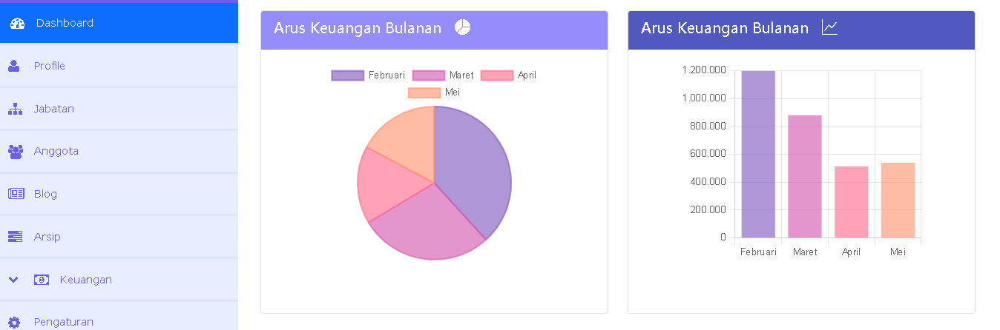 Dashboard
Profile
Jabatan
Anggota
Blog
Arsip
Keuangan
Pengaturan
Arus Keuangan Bulanan
Februari Maret April
Mei
Arus Keuangan Bulanan
1.200.000
1.000.000
800.000
600.000
400.000
200.000
0
Februari Maret April Mei